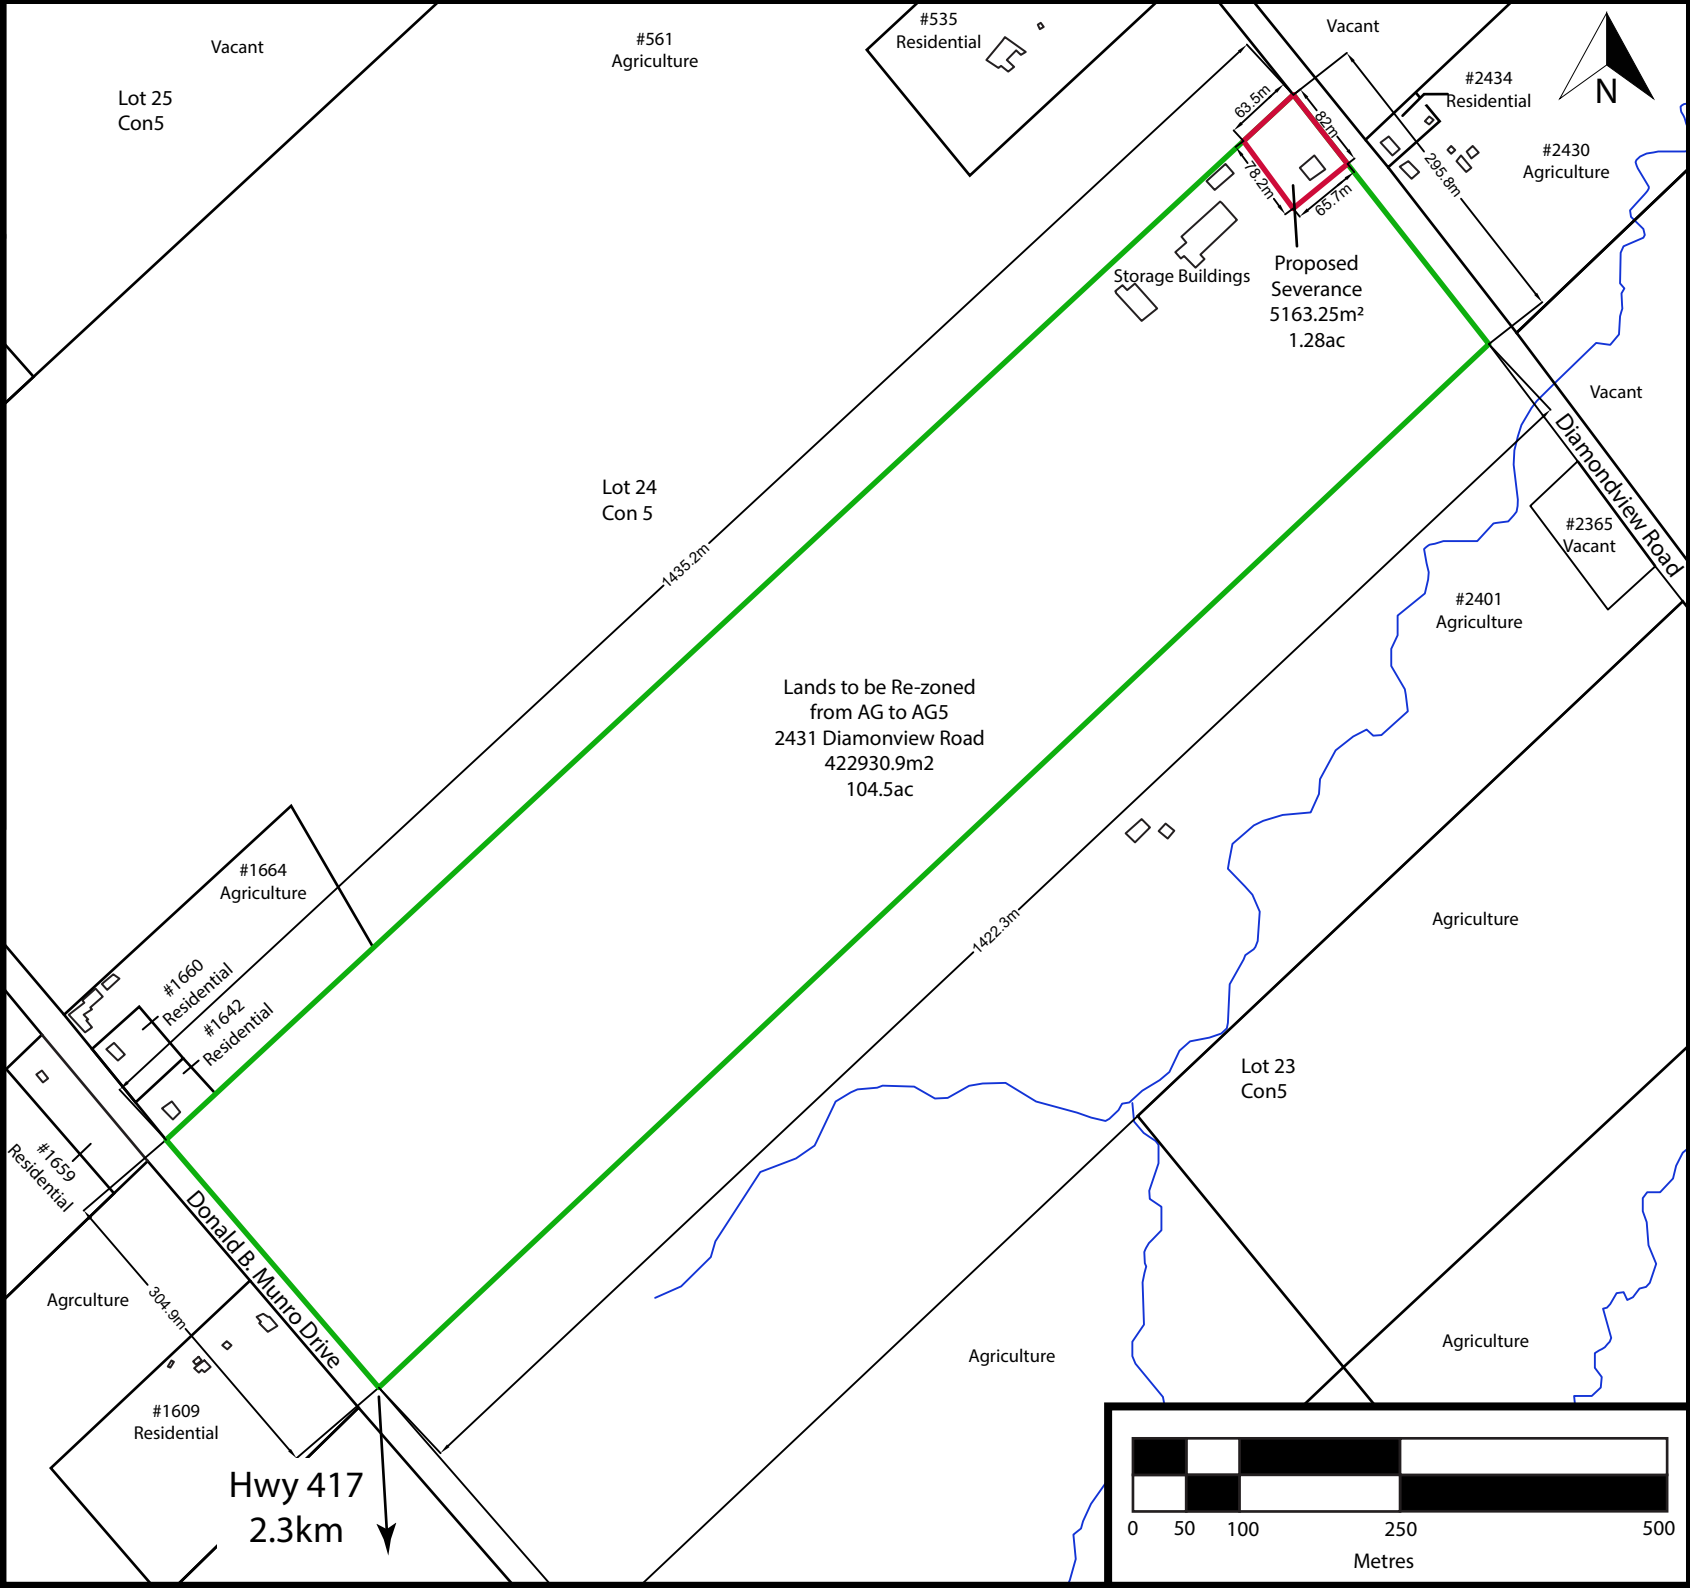 Vacant
Lot 25
Con5
#561
Agriculture
#535
Residential
Vacant
#2434
Residential
N
#2430
Agriculture
63.5m
82m
78.2m
65.7m
295.8m
Storage Buildings
Proposed
Severance
5163.25m²
1.28ac
Vacant
Diamondview Road
#2365
Vacant
#2401
Agriculture
Lot 24
Con 5
1435.2m
Lands to be Re-zoned
from AG to AG5
2431 Diamonview Road
422930.9m2
104.5ac
1422.3m
Agriculture
#1664
Agriculture
#1660
Residential
#1642
Residential
Lot 23
Con5
#1659
Residential
Donald B. Munro Drive
304.9m
Agrculture
#1609
Residential
Agriculture
Agriculture
Hwy 417
2.3km
0 50 100 250 500
Metres